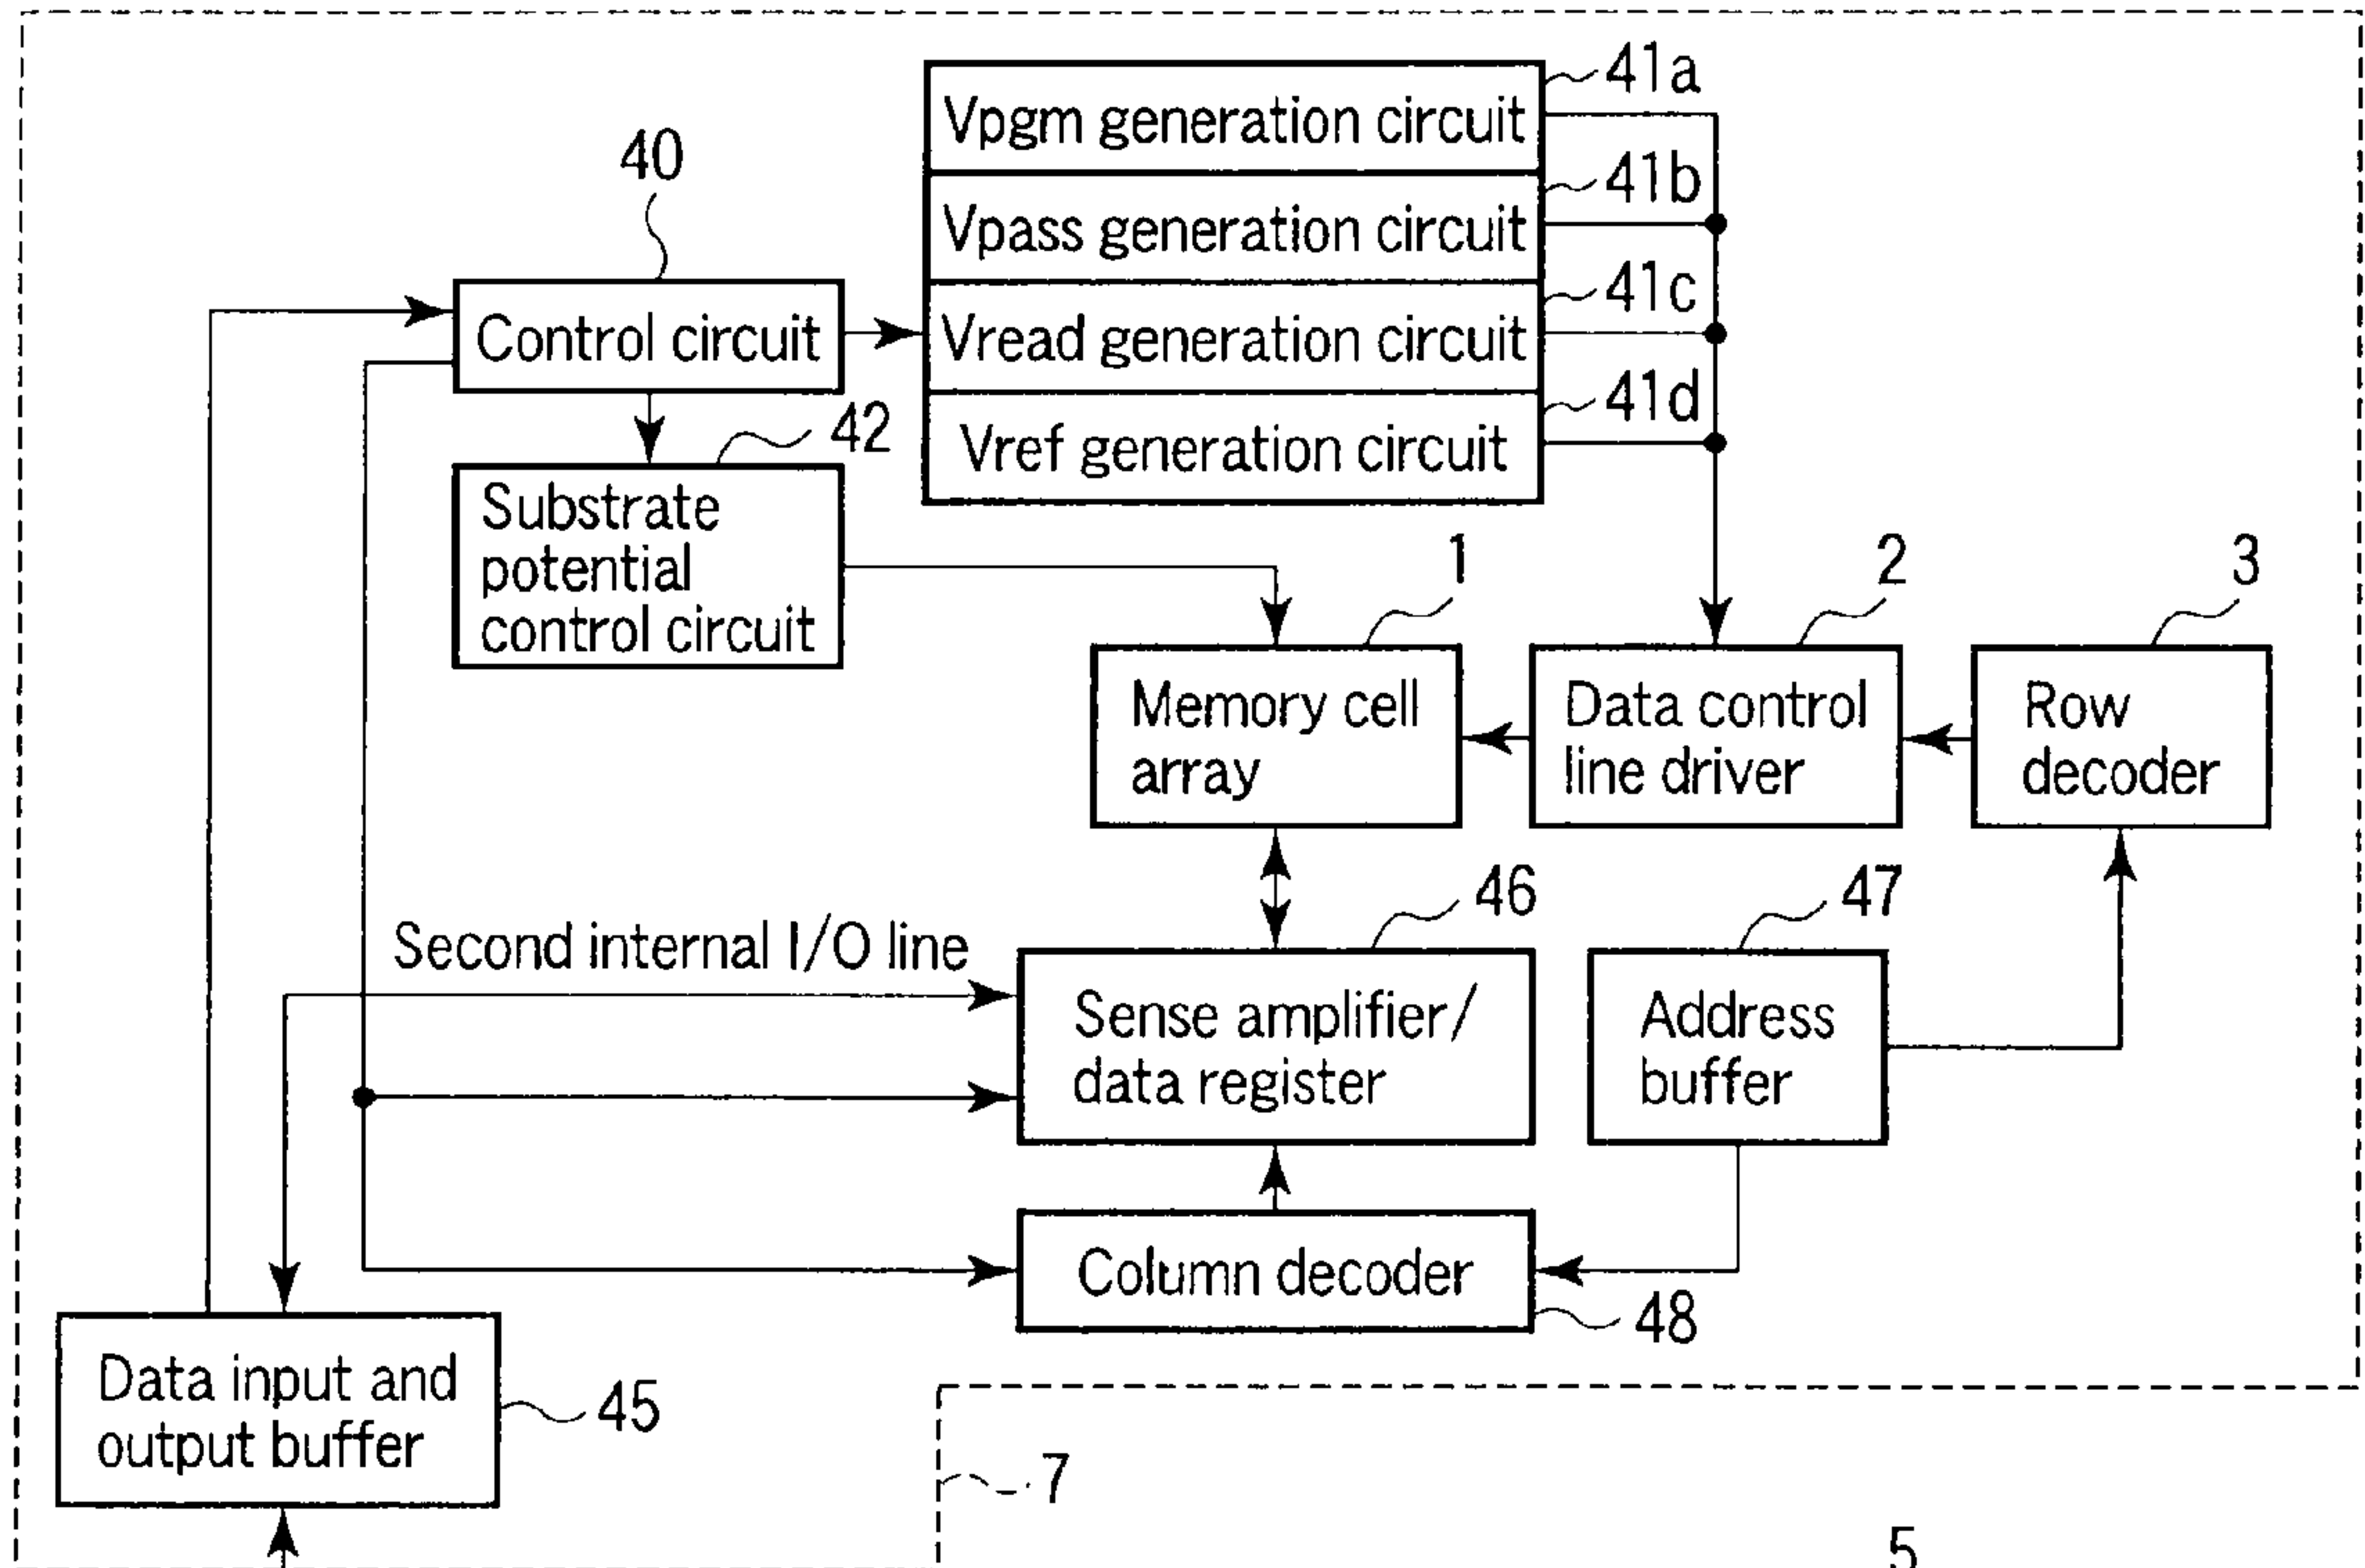 41a
Vpgm generation circuit
40
41b
Vpass generation circuit
41c
Control circuit
Vread generation circuit
41d
42
Vref generation circuit
Substrate
potential
control circuit
1
2
3
Memory cell
array
Data control
line driver
Row
decoder
46
47
Second internal I/O line
Sense amplifier/
data register
Address
buffer
Column decoder
48
Data input and
output buffer
45
7
5